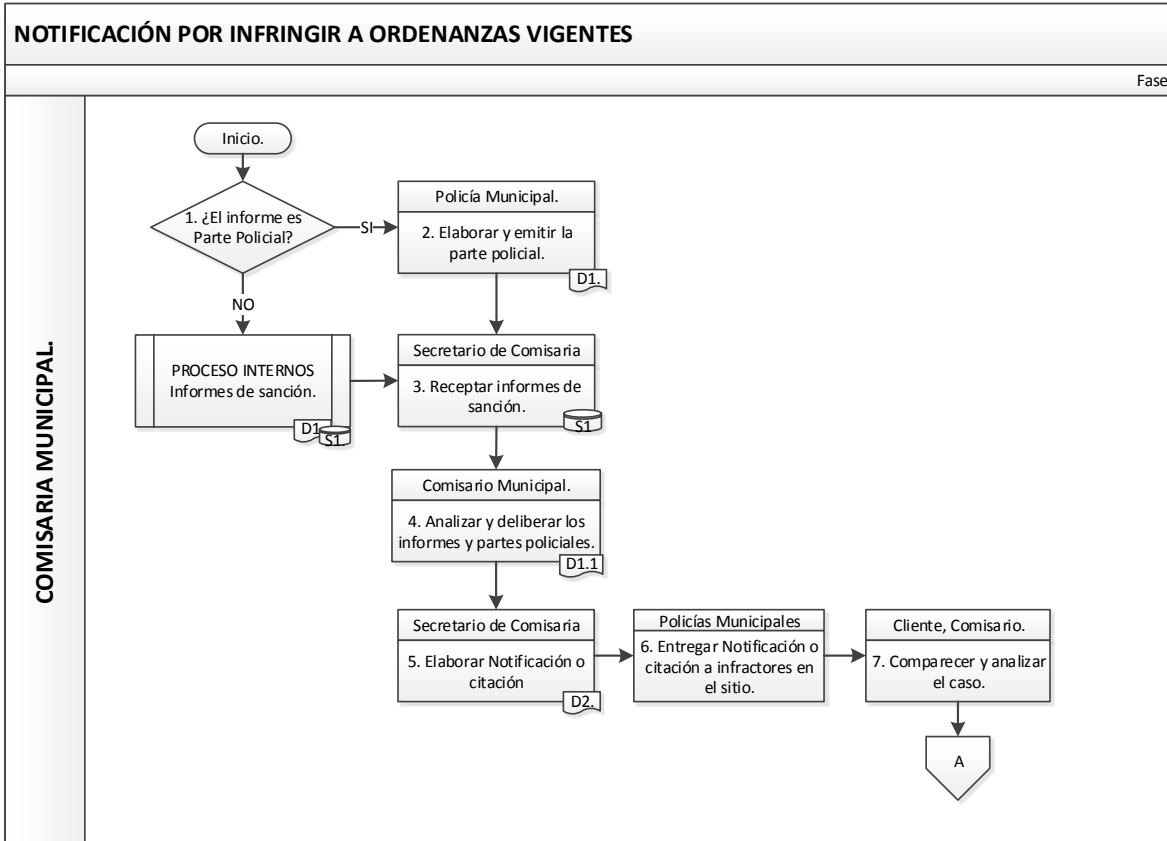 NOTIFICACIÓN POR INFRINGIR A ORDENANZAS VIGENTES
Fase
COMISARIA MUNICIPAL.
Inicio.
1. ¿El informe es
Parte Policial?
SI
Policía Municipal.
2. Elaborar y emitir la
parte policial.
D1.
NO
PROCESO INTERNOS
Informes de sanción.
D1
S1.
Secretario de Comisaria
3. Receptar informes de
sanción.
S1
Comisario Municipal.
4. Analizar y deliberar los
informes y partes policiales.
D1.1
Secretario de Comisaria
5. Elaborar Notificación o
citación
D2.
Policías Municipales
6. Entregar Notificación o
citación a infractores en
el sitio.
Cliente, Comisario.
7. Comparecer y analizar
el caso.
A